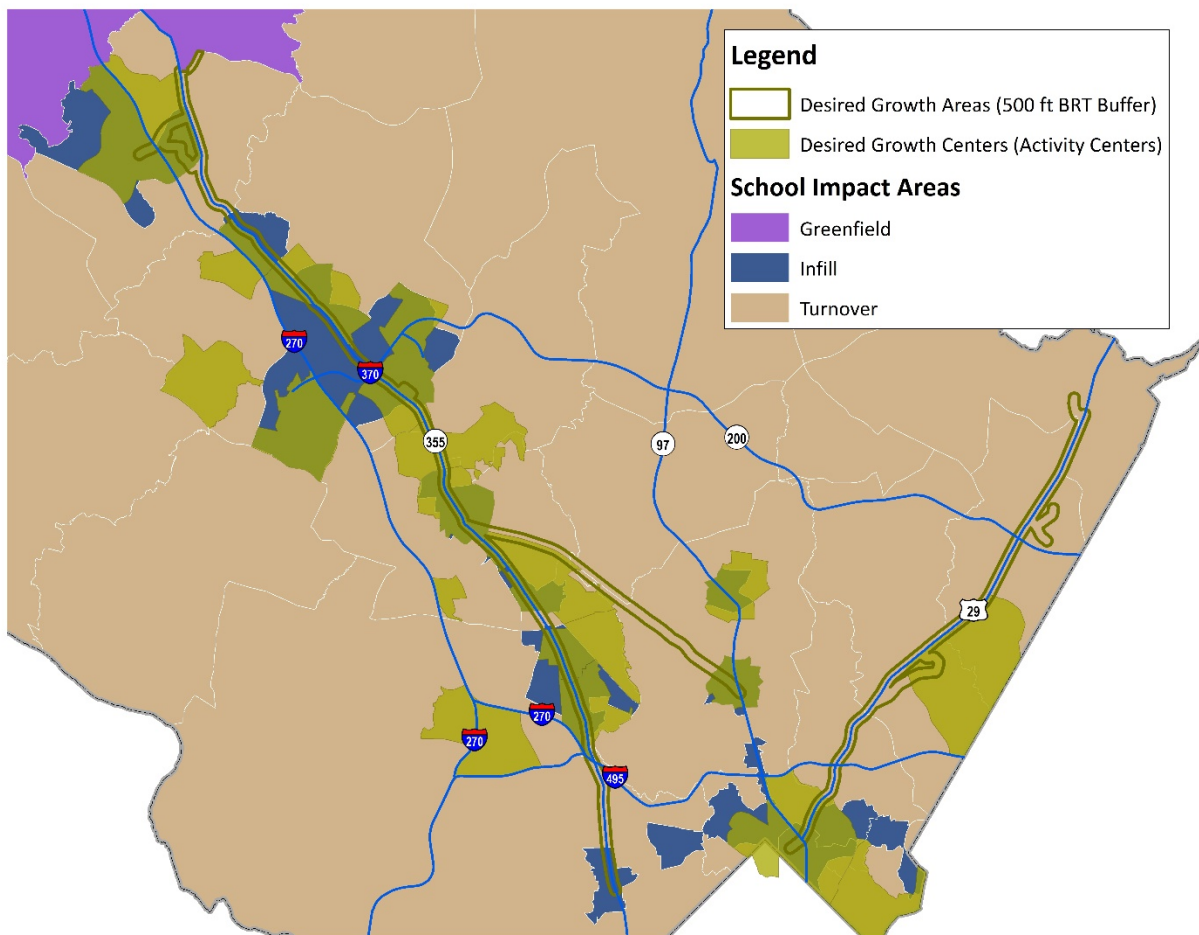 Legend
Desired Growth Areas (500 ft BRT Buffer)
Desired Growth Centers (Activity Centers)
School Impact Areas
Greenfield
Infill
Turnover
270
370
355
97
200
29
270
270
495